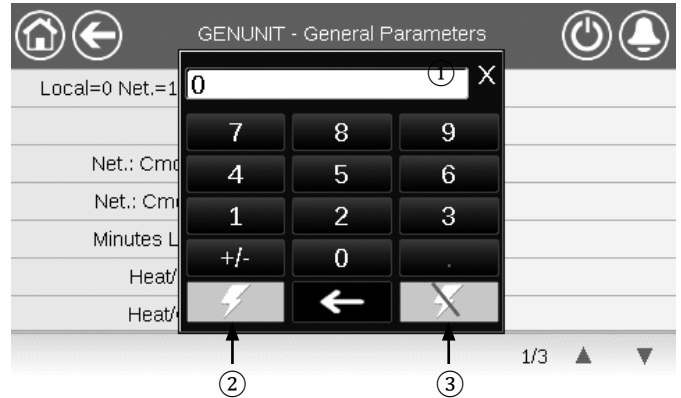 GENUNIT - General Parameters
① X
Local=0 Net.=1 0
7 8 9
Net.: Cmd 4 5 6
Net.: Cm
1 2 3
Minutes L
+/- 0 .
Heat/
Heat/
1/3
② ③